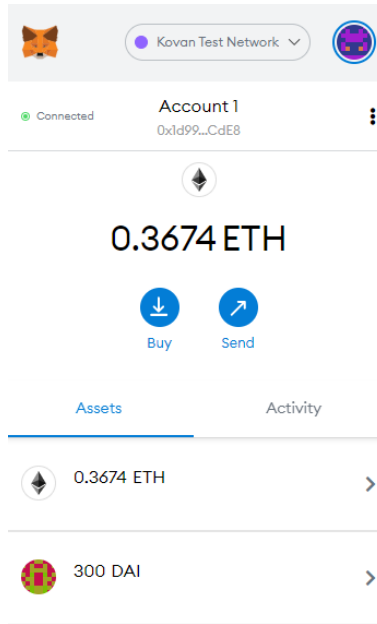 Kovan Test Network
Connected
Account 1
0x1d99...CdE8
0.3674 ETH
Buy
Send
Assets
Activity
0.3674 ETH
300 DAI